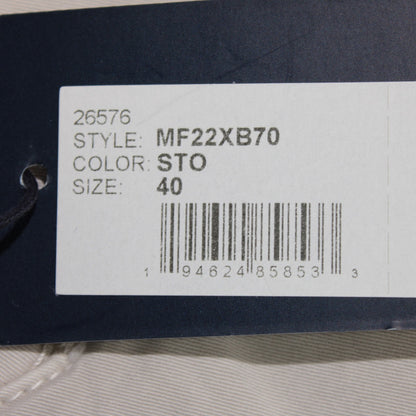 26576
STYLE: MF22XB70
COLOR: STO
SIZE: 40
1 94624 85853 3